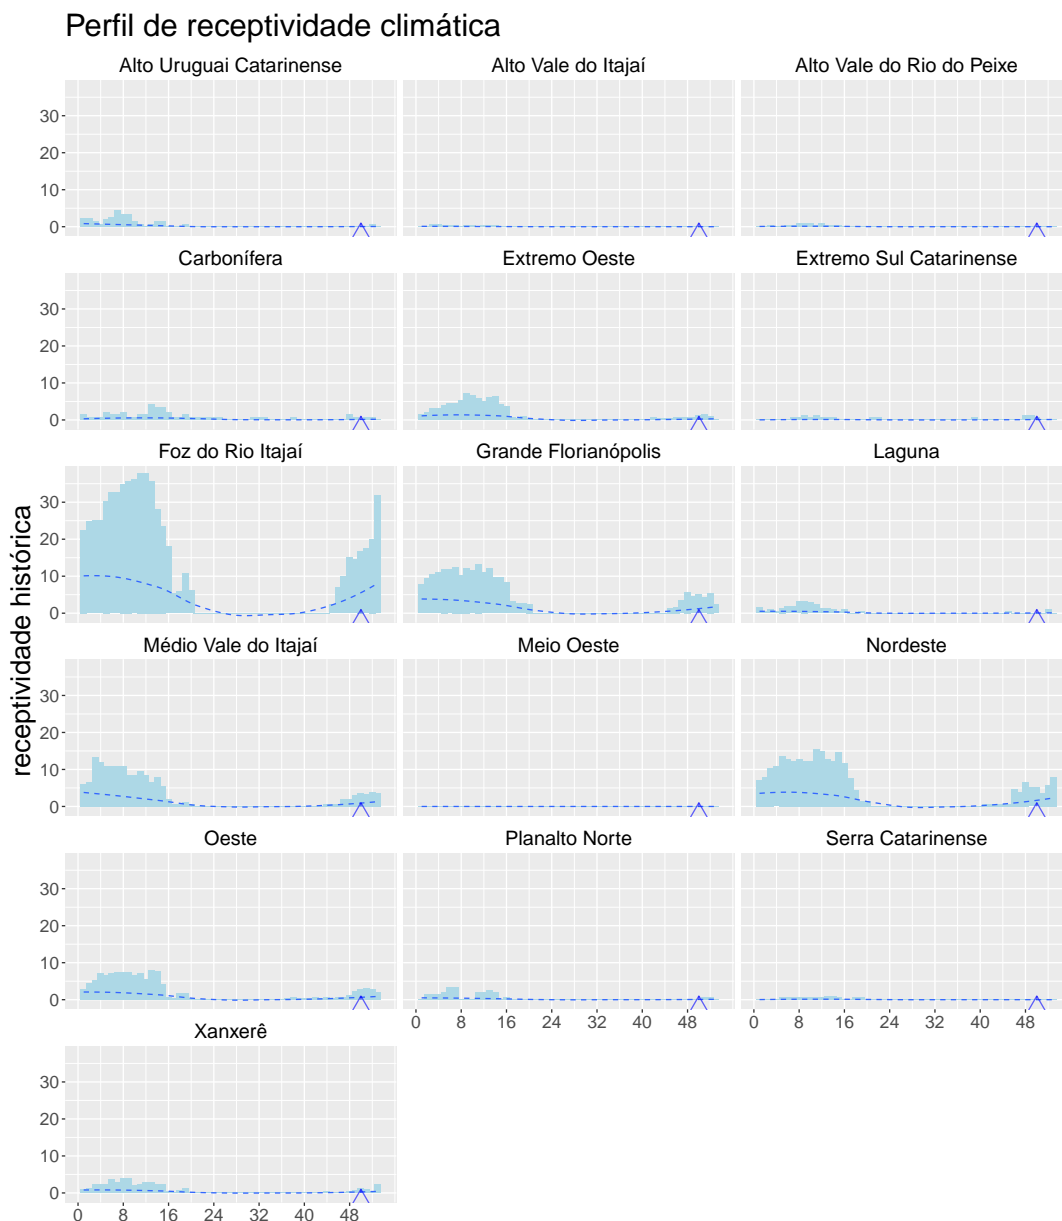 Perfil de receptividade climática
Alto Uruguai Catarinense
Alto Vale do Itajaí
Alto Vale do Rio do Peixe
30
20
10
0
Carbonífera
Extremo Oeste
Extremo Sul Catarinense
30
20
10
0
Foz do Rio Itajaí
Grande Florianópolis
Laguna
30
20
10
0
receptividade histórica
Médio Vale do Itajaí
Meio Oeste
Nordeste
30
20
10
0
Oeste
Planalto Norte
Serra Catarinense
30
20
10
0
0 8 16 24 32 40 48
0 8 16 24 32 40 48
Xanxerê
30
20
10
0
0 8 16 24 32 40 48